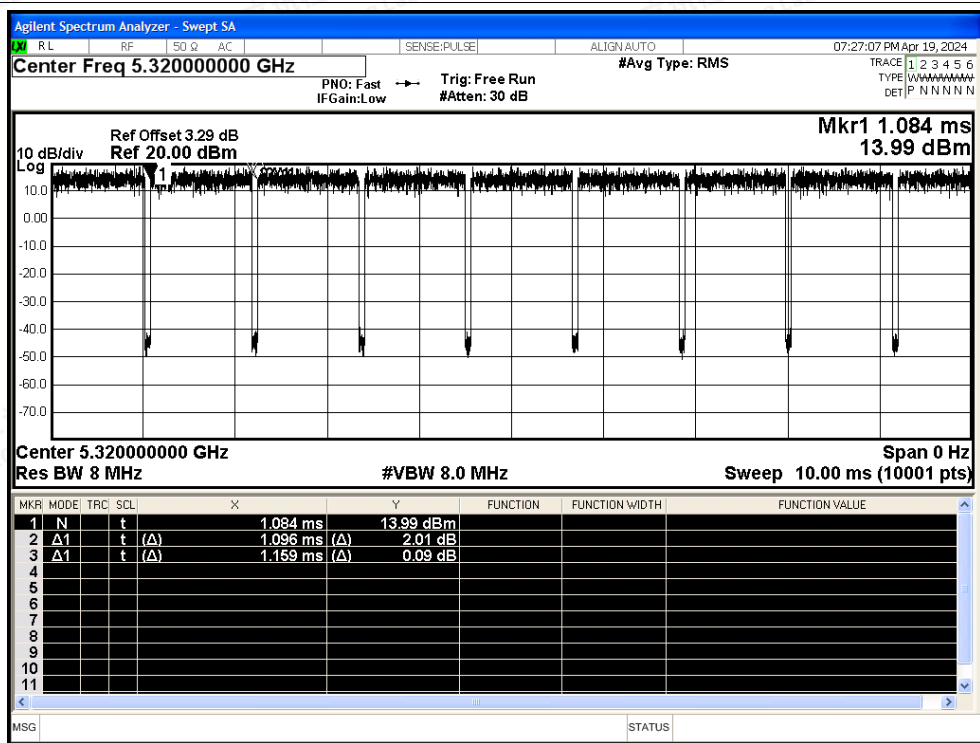 Agilent Spectrum Analyzer - Swept SA
LXI RL RF 50 Ω AC SENSE:PULSE ALIGN AUTO 07:27:07 PM Apr 19, 2024
Center Freq 5.320000000 GHz #Avg Type: RMS TRACE 1 2 3 4 5 6
PNO: Fast Trig: Free Run TYPE
IFGain:Low #Atten: 30 dB DET P N N N N N
Mkr1 1.084 ms
Ref Offset 3.29 dB
10 dB/div Ref 20.00 dBm 13.99 dBm
Log
1
10.0
0.00
-10.0
-20.0
-30.0
-40.0
-50.0
-60.0
-70.0
Center 5.320000000 GHz Span 0 Hz
Res BW 8 MHz #VBW 8.0 MHz Sweep 10.00 ms (10001 pts)
MKR MODE TRC SCL X Y FUNCTION FUNCTION WIDTH FUNCTION VALUE
1 N t 1.084 ms 13.99 dBm
2 Δ1 t (Δ) 1.096 ms (Δ) 2.01 dB
3 Δ1 t (Δ) 1.159 ms (Δ) 0.09 dB
4
5
6
7
8
9
10
11
MSG STATUS